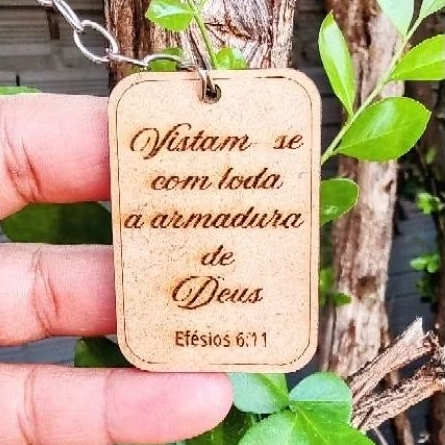 Vistam se
com toda
a armadura
de
Deus
Efésios 6:11